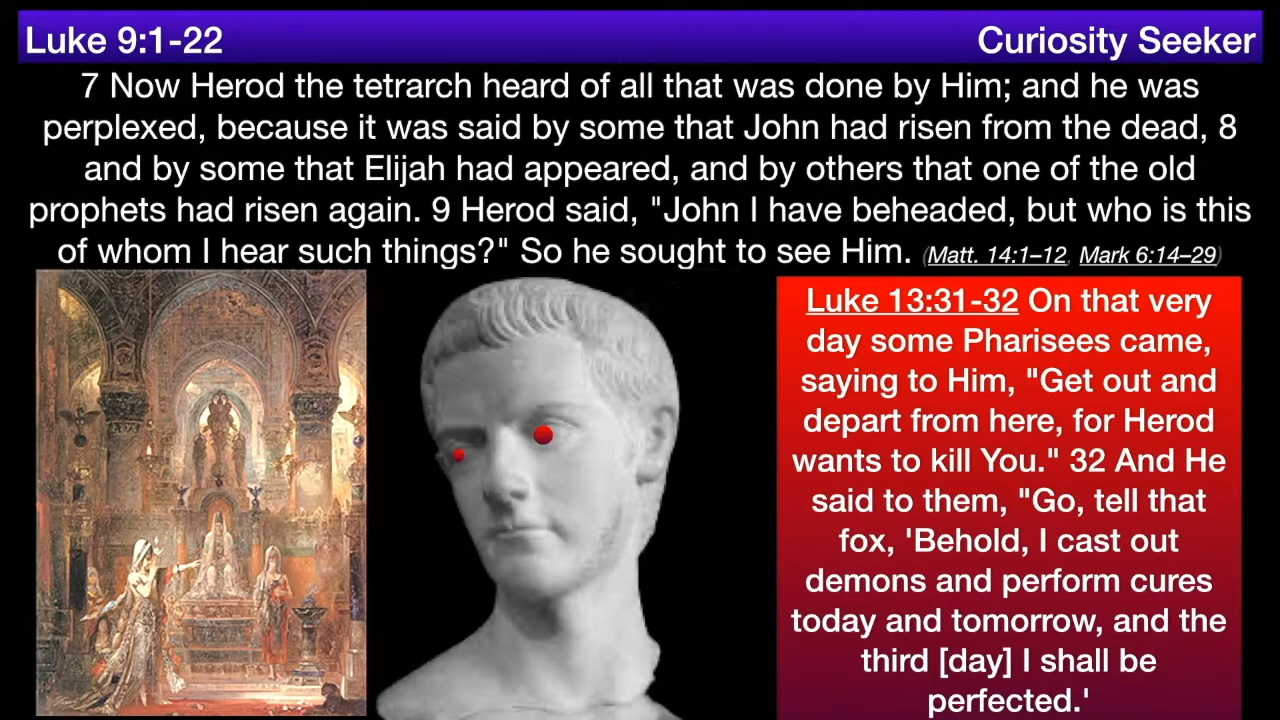 Luke 9:1-22
Curiosity Seeker
7 Now Herod the tetrarch heard of all that was done by Him; and he was
perplexed, because it was said by some that John had risen from the dead, 8
and by some that Elijah had appeared, and by others that one of the old
prophets had risen again. 9 Herod said, "John I have beheaded, but who is this
of whom I hear such things?" So he sought to see Him. (Matt. 14:1–12, Mark 6:14–29)
Luke 13:31-32 On that very
day some Pharisees came,
saying to Him, "Get out and
depart from here, for Herod
wants to kill You." 32 And He
said to them, "Go, tell that
fox, 'Behold, I cast out
demons and perform cures
today and tomorrow, and the
third [day] I shall be
perfected.'